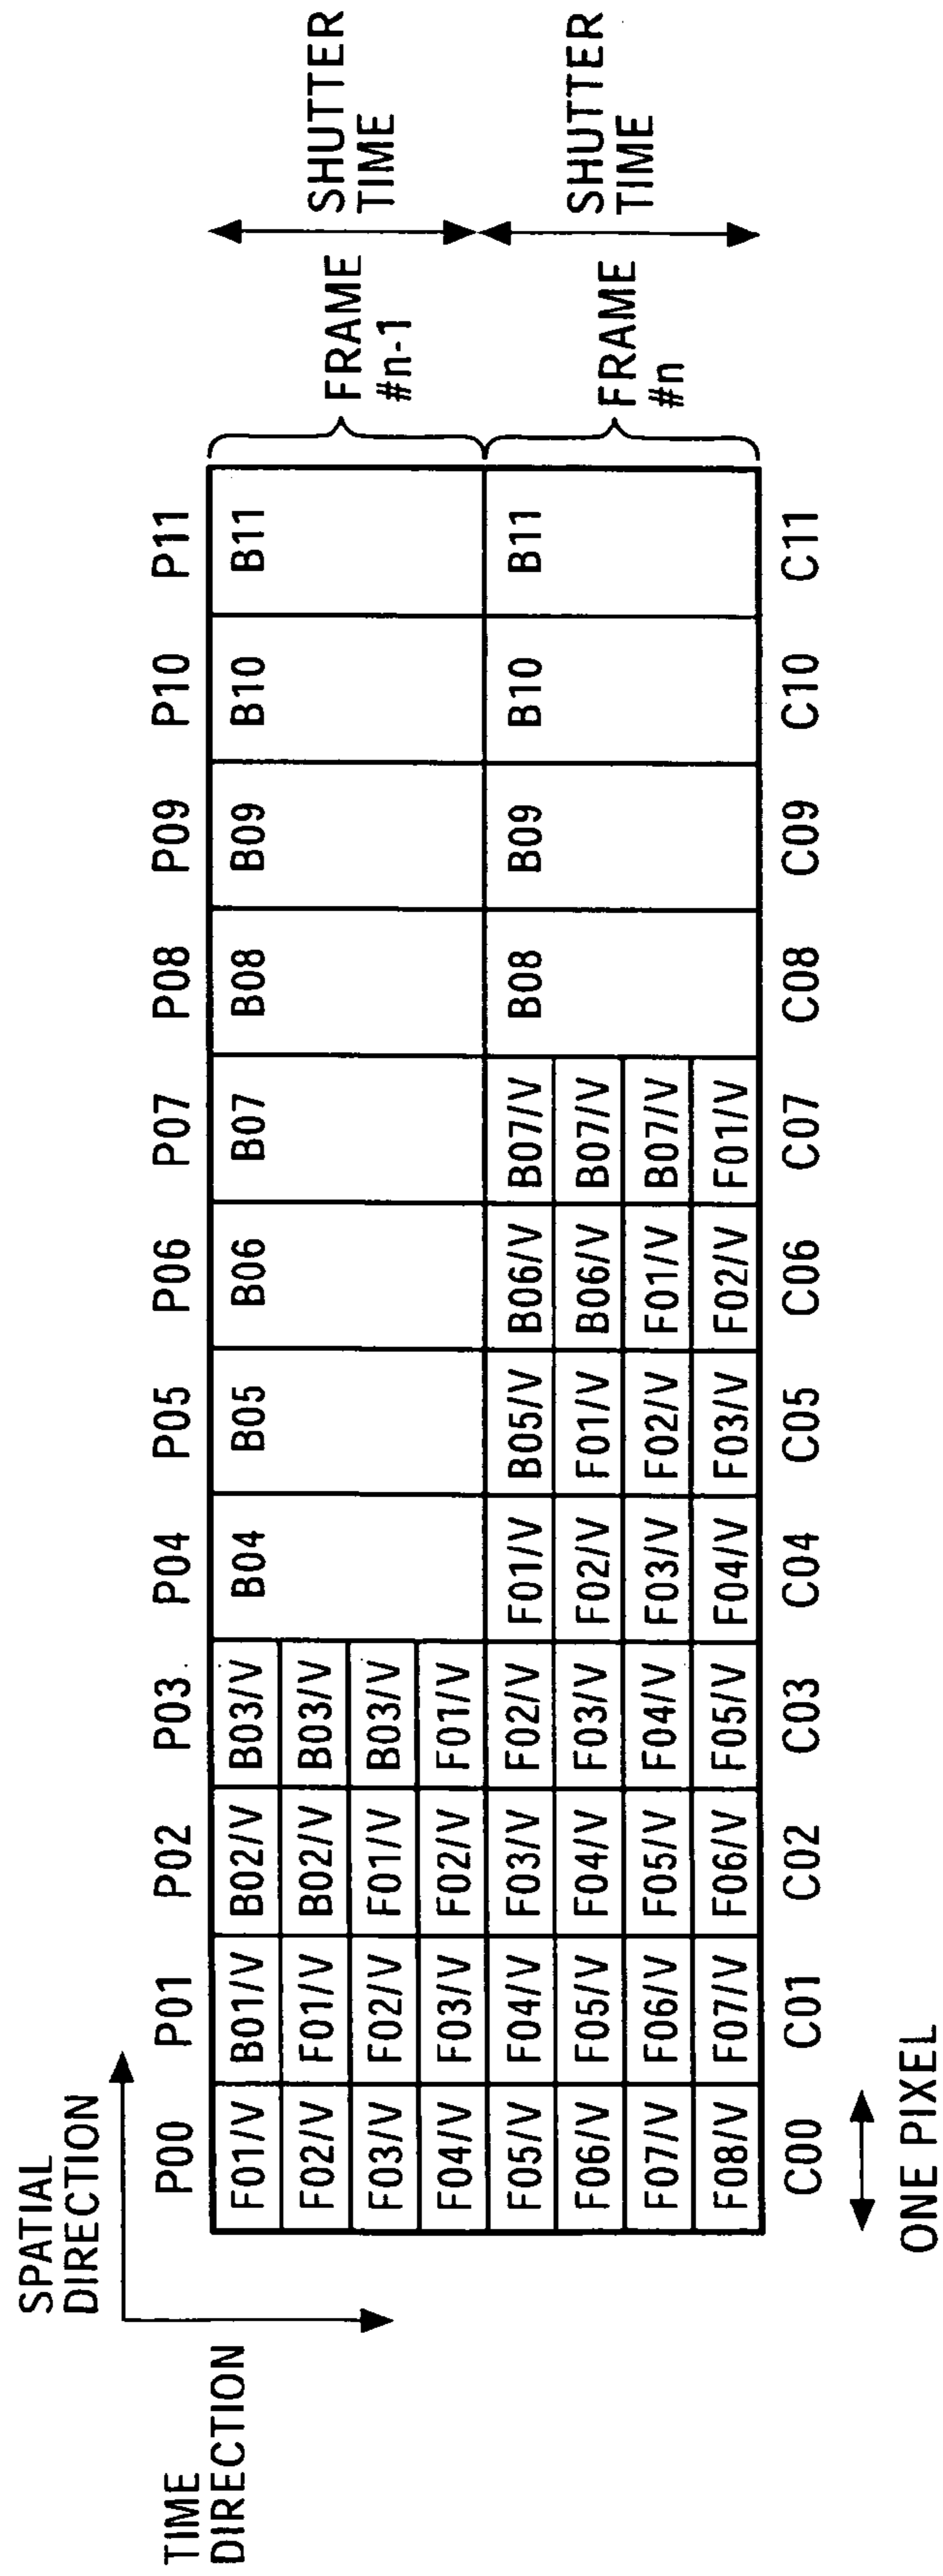 SPATIAL
DIRECTION
TIME
DIRECTION
P00 P01 P02 P03 P04 P05 P06 P07 P08 P09 P10 P11
F01/V B01/V B02/V B03/V B04 B05 B06 B07 B08 B09 B10 B11
F02/V F01/V B02/V B03/V
F03/V F02/V F01/V B03/V
F04/V F03/V F02/V F01/V
FRAME
#n-1
SHUTTER
TIME
F05/V F04/V F03/V F02/V F01/V B05/V B06/V B07/V B08 B09 B10 B11
F06/V F05/V F04/V F03/V F02/V F01/V B06/V B07/V
F07/V F06/V F05/V F04/V F03/V F02/V F01/V B07/V
F08/V F07/V F06/V F05/V F04/V F03/V F02/V F01/V
FRAME
#n
SHUTTER
TIME
C00 C01 C02 C03 C04 C05 C06 C07 C08 C09 C10 C11
ONE PIXEL